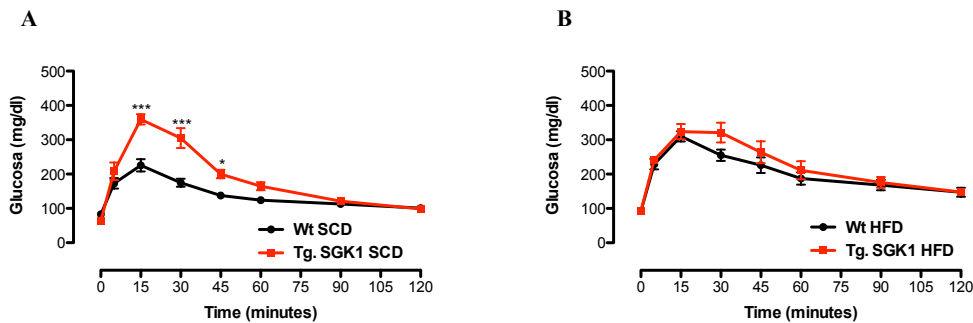 A
Glucosa (mg/dl)
500
400
300
200
100
0
***
***
*
Wt SCD
Tg. SGK1 SCD
0 15 30 45 60 75 90 105 120
Time (minutes)
B
Glucosa (mg/dl)
500
400
300
200
100
0
Wt HFD
Tg. SGK1 HFD
0 15 30 45 60 75 90 105 120
Time (minutes)